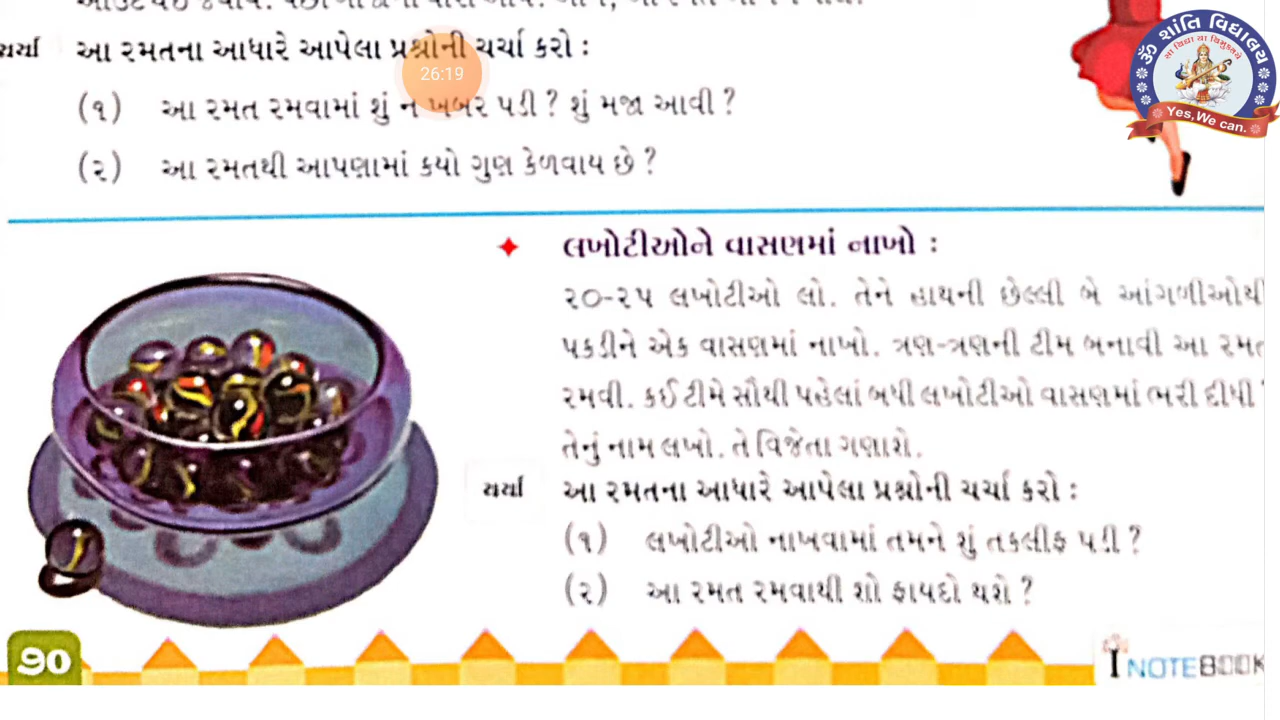 ચર્ચા આ રમતના આધારે આપેલા પ્રશ્નોની ચર્ચા કરો :
26:19
(૧) આ રમત રમવામાં શું ન ખબર પડી ? શું મજા આવી ?
(૨) આ રમતથી આપણામાં કયો ગુણ કેળવાય છે ?
ૐ શાંતિ વિદ્યાલય
સા વિદ્યા યા વિમુક્તયે
Yes, We can.
લખોટીઓને વાસણમાં નાખો :
૨૦-૨૫ લખોટીઓ લો. તેને હાથની છેલ્લી બે આંગળીઓથી
પકડીને એક વાસણમાં નાખો. ત્રણ-ત્રણની ટીમ બનાવી આ રમત
રમવી. કઈ ટીમે સૌથી પહેલાં બધી લખોટીઓ વાસણમાં ભરી દીધી ?
તેનું નામ લખો. તે વિજેતા ગણાશે.
ચર્ચા આ રમતના આધારે આપેલા પ્રશ્નોની ચર્ચા કરો :
(૧) લખોટીઓ નાખવામાં તમને શું તકલીફ પડી ?
(૨) આ રમત રમવાથી શો ફાયદો થશે ?
90
iNOTEBOOK